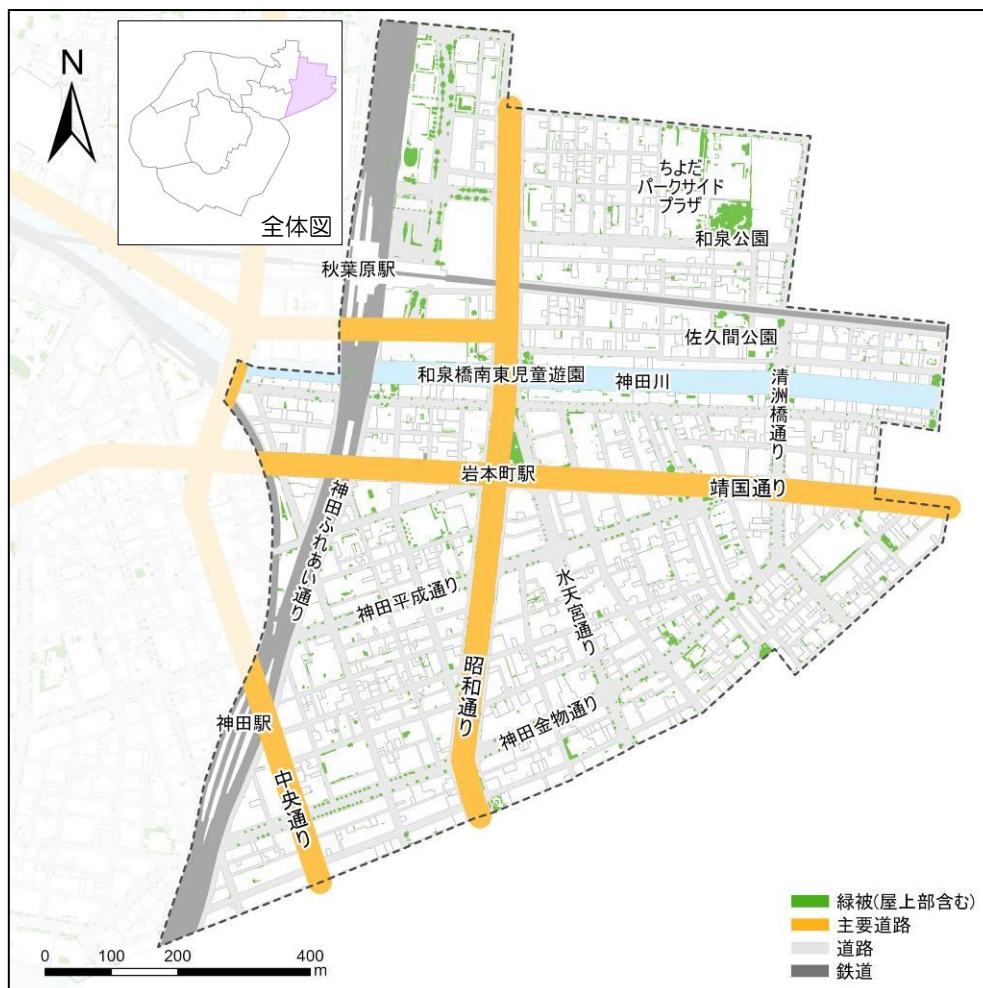 N
全体図
ちよだ
パークサイド
プラザ
和泉公園
秋葉原駅
佐久間公園
和泉橋南東児童遊園
神田川
清洲橋通り
岩本町駅
靖国通り
神田ふれあい通り
神田平成通り
水天宮通り
昭和通り
神田金物通り
神田駅
中央通り
緑被(屋上部含む)
主要道路
道路
鉄道
0 100 200 400
m